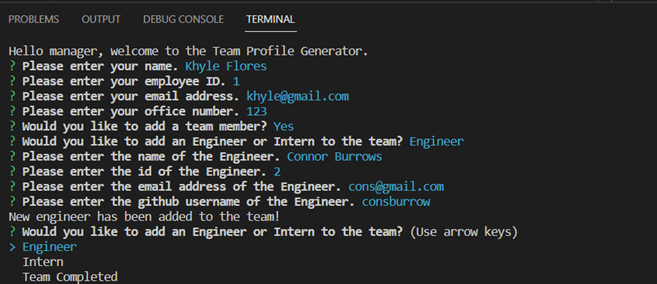 PROBLEMS OUTPUT DEBUG CONSOLE TERMINAL
Hello manager, welcome to the Team Profile Generator.
? Please enter your name. Khyle Flores
? Please enter your employee ID. 1
? Please enter your email address. khyle@gmail.com
? Please enter your office number. 123
? Would you like to add a team member? Yes
? Would you like to add an Engineer or Intern to the team? Engineer
? Please enter the name of the Engineer. Connor Burrows
? Please enter the id of the Engineer. 2
? Please enter the email address of the Engineer. cons@gmail.com
? Please enter the github username of the Engineer. consburrow
New engineer has been added to the team!
? Would you like to add an Engineer or Intern to the team? (Use arrow keys)
> Engineer
Intern
Team Completed